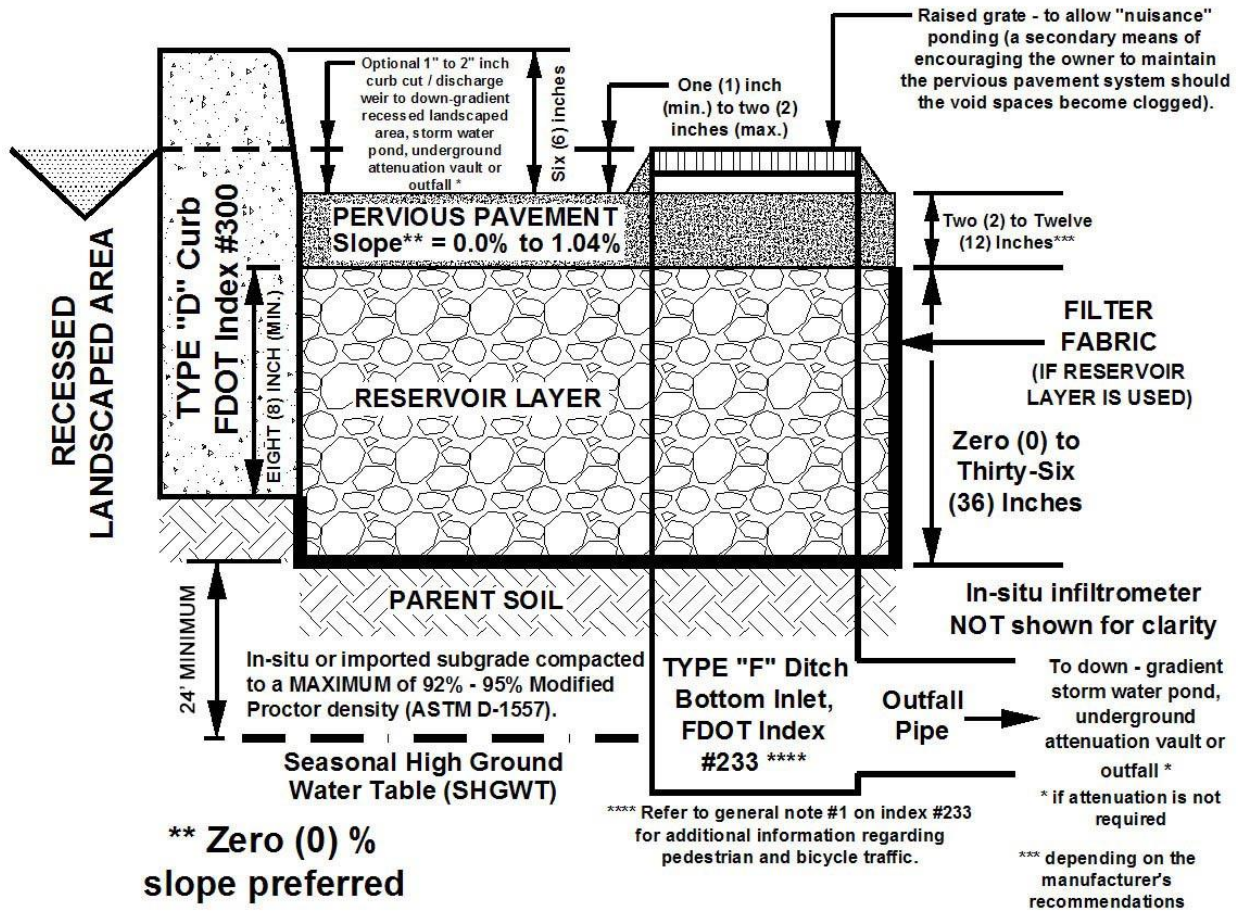 Raised grate - to allow "nuisance"
ponding (a secondary means of
encouraging the owner to maintain
the pervious pavement system should
the void spaces become clogged).
Optional 1" to 2" inch
curb cut / discharge
weir to down-gradient
recessed landscaped
area, storm water
pond, underground
attenuation vault or
outfall *
Six (6) inches
One (1) inch
(min.) to two (2)
inches (max.)
RECESSED
LANDSCAPED AREA
TYPE "D" Curb
FDOT Index #300
EIGHT (8) INCH (MIN.)
PERVIOUS PAVEMENT
Slope** = 0.0% to 1.04%
Two (2) to Twelve
(12) Inches***
RESERVOIR LAYER
FILTER
FABRIC
(IF RESERVOIR
LAYER IS USED)
Zero (0) to
Thirty-Six
(36) Inches
24' MINIMUM
PARENT SOIL
In-situ infiltrometer
NOT shown for clarity
In-situ or imported subgrade compacted
to a MAXIMUM of 92% - 95% Modified
Proctor density (ASTM D-1557).
Seasonal High Ground
Water Table (SHGWT)
TYPE "F" Ditch
Bottom Inlet,
FDOT Index
#233 ****
Outfall
Pipe
To down - gradient
storm water pond,
underground
attenuation vault or
outfall *
* if attenuation is not
required
**** Refer to general note #1 on index #233
for additional information regarding
pedestrian and bicycle traffic.
** Zero (0) %
slope preferred
*** depending on the
manufacturer's
recommendations